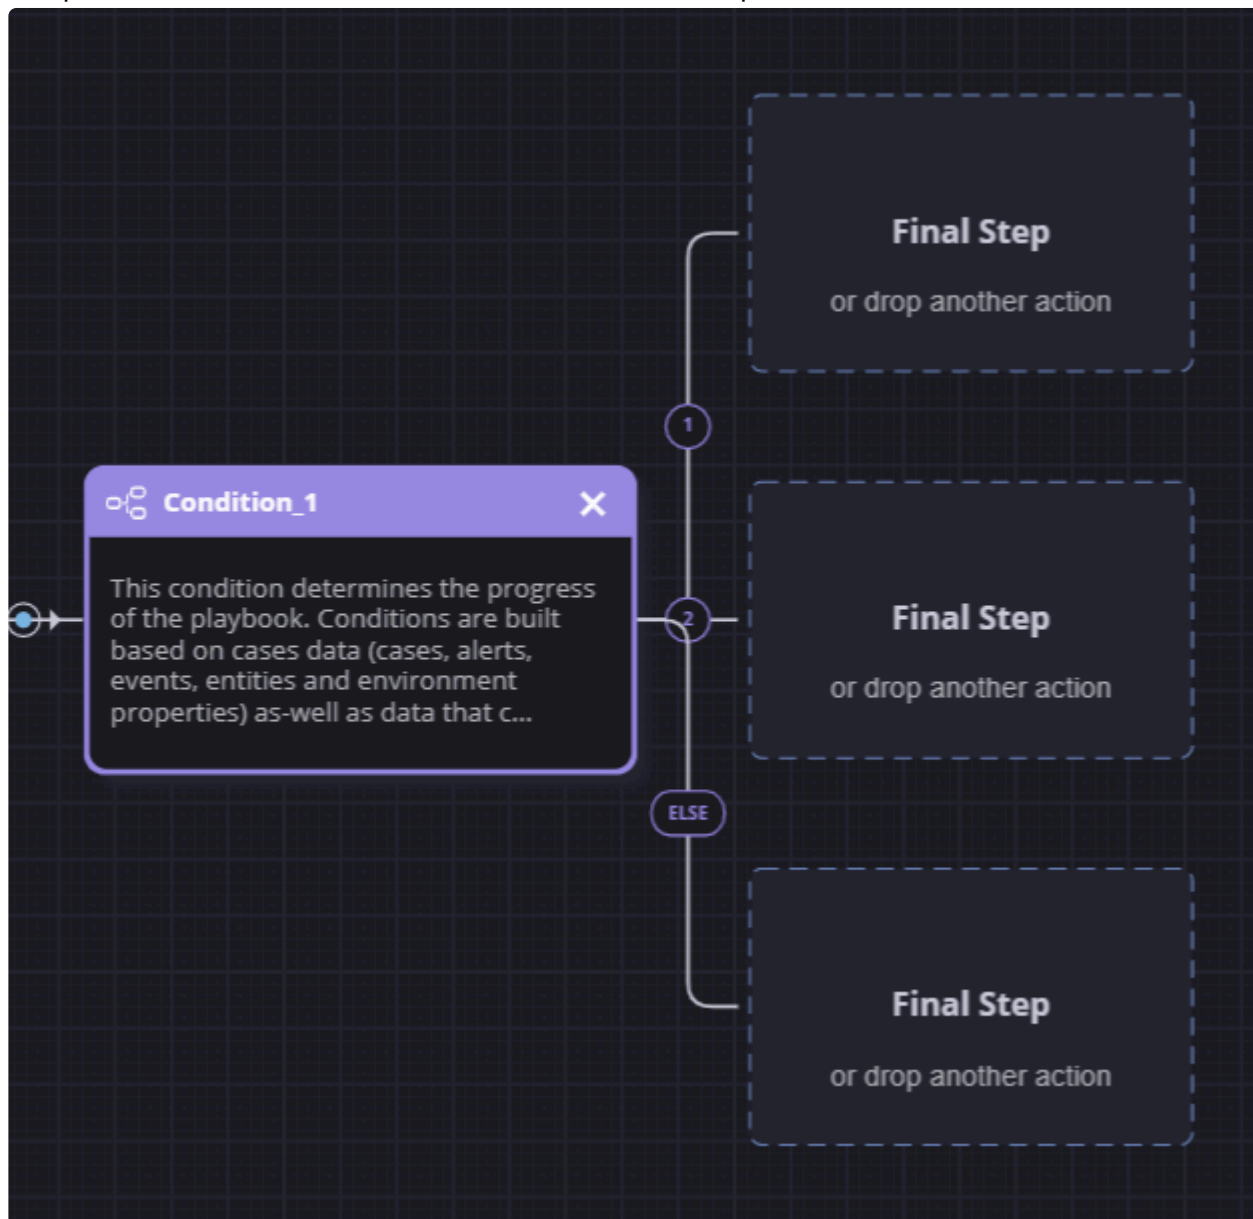 Final Step
or drop another action
1
Condition_1
This condition determines the progress
of the playbook. Conditions are built
based on cases data (cases, alerts,
events, entities and environment
properties) as-well as data that c...
2
Final Step
or drop another action
ELSE
Final Step
or drop another action